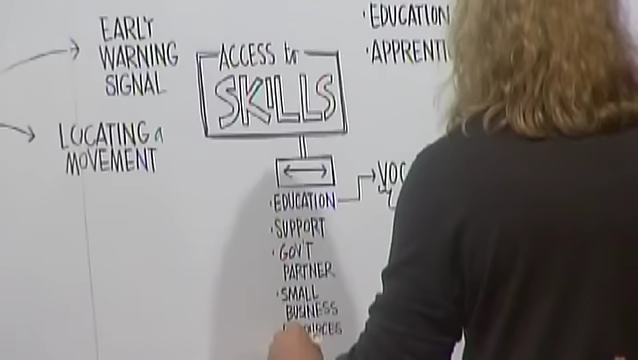 EARLY
WARNING
SIGNAL
LOCATING a
MOVEMENT
ACCESS to
SKILLS
• EDUCATION
• SUPPORT
• GOV'T
PARTNER
• SMALL
BUSINESS
VOC
• EDUCATION
• APPRENTI